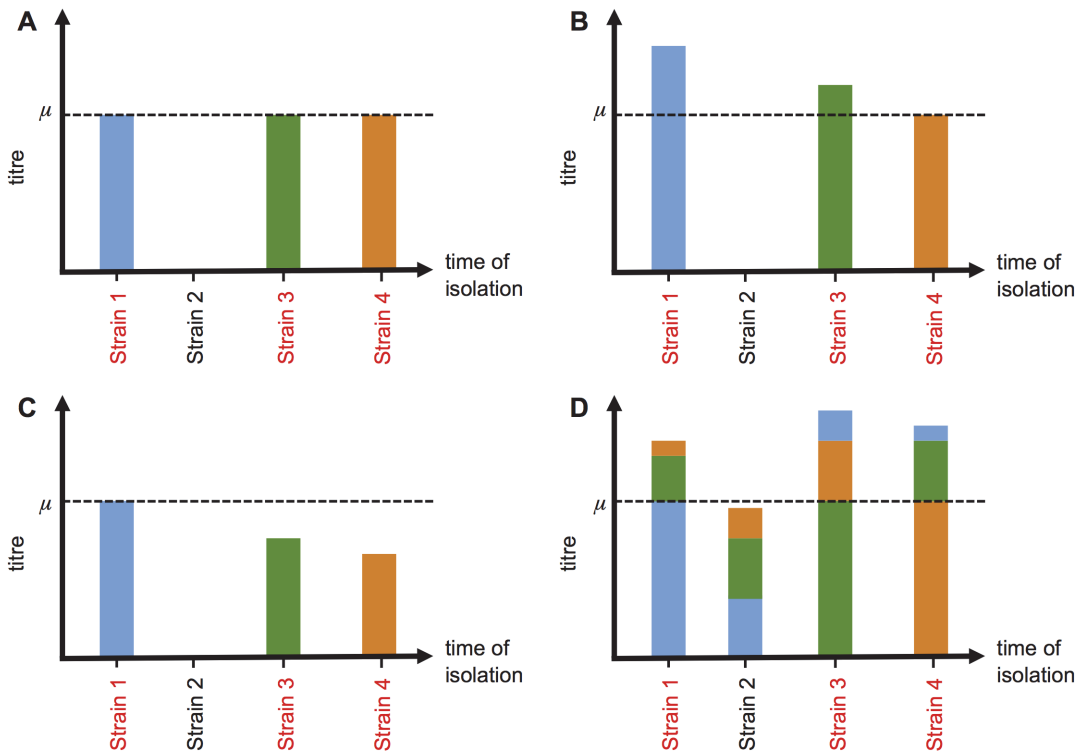 A
μ
titre
time of
isolation
Strain 1
Strain 2
Strain 3
Strain 4
B
μ
titre
time of
isolation
Strain 1
Strain 2
Strain 3
Strain 4
C
μ
titre
time of
isolation
Strain 1
Strain 2
Strain 3
Strain 4
D
μ
titre
time of
isolation
Strain 1
Strain 2
Strain 3
Strain 4